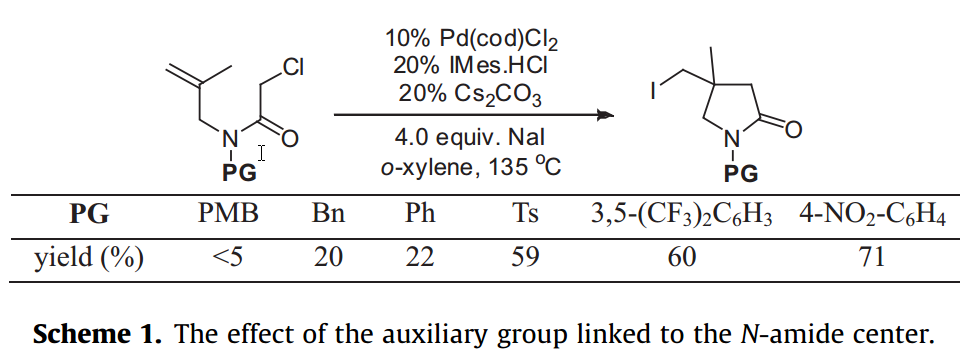 10% Pd(cod)Cl₂
20% IMes.HCl
20% Cs₂CO₃
4.0 equiv. NaI
o-xylene, 135 ⁰C
Cl
N
O
PG
I
N
O
PG
PG PMB Bn Ph Ts 3,5-(CF₃)₂C₆H₃ 4-NO₂-C₆H₄
yield (%) <5 20 22 59 60 71
Scheme 1. The effect of the auxiliary group linked to the N-amide center.